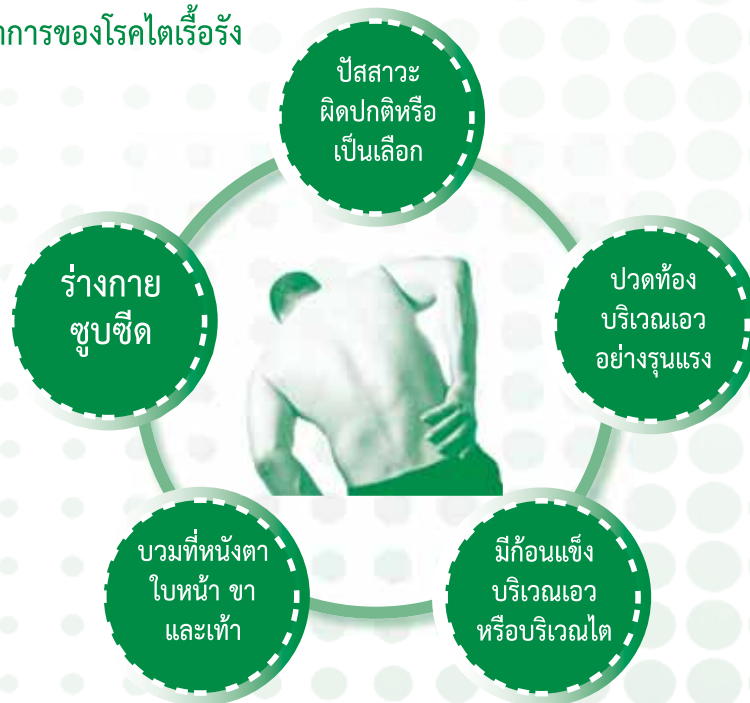 าการของโรคไตเรื้อรัง
ปัสสาวะ
ผิดปกติหรือ
เป็นเลือก
ปวดท้อง
บริเวณเอว
อย่างรุนแรง
มีก้อนแข็ง
บริเวณเอว
หรือบริเวณไต
บวมที่หนังตา
ใบหน้า ขา
และเท้า
ร่างกาย
ซูบซีด